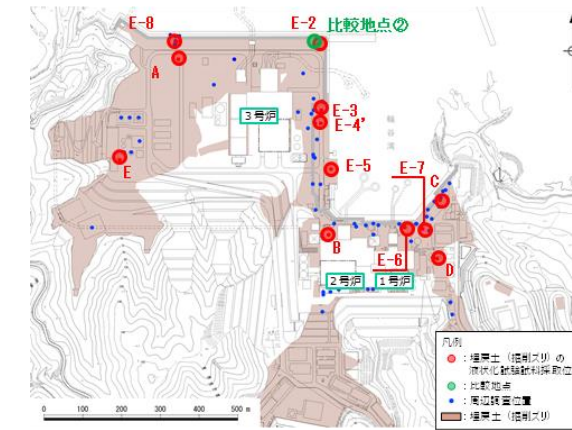 E-8
E-2 比較地点②
A
3号炉
E-3
E-4’
E-5
E-7
C
E
B
E-6
D
2号炉
1号炉
凡例
:埋戻土(掘削ズリ)の
液状化試験試料採取位
:比較地点
:周辺調査位置
:埋戻土(掘削ズリ)
0 100 200 300 400 500 m